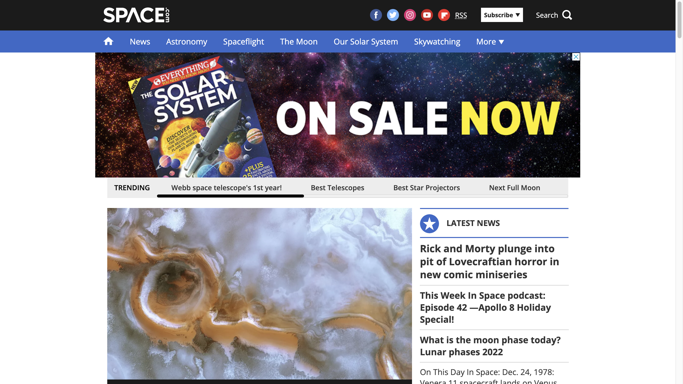 SPACE.com
RSS
Subscribe ▼
Search
News
Astronomy
Spaceflight
The Moon
Our Solar System
Skywatching
More ▼
NEW
EVERYTHING
THE
SOLAR
SYSTEM
DISCOVER
+PLUS
ON SALE NOW
TRENDING
Webb space telescope's 1st year!
Best Telescopes
Best Star Projectors
Next Full Moon
LATEST NEWS
Rick and Morty plunge into
pit of Lovecraftian horror in
new comic miniseries
This Week In Space podcast:
Episode 42 —Apollo 8 Holiday
Special!
What is the moon phase today?
Lunar phases 2022
On This Day In Space: Dec. 24, 1978:
Venera 11 spacecraft lands on Venus